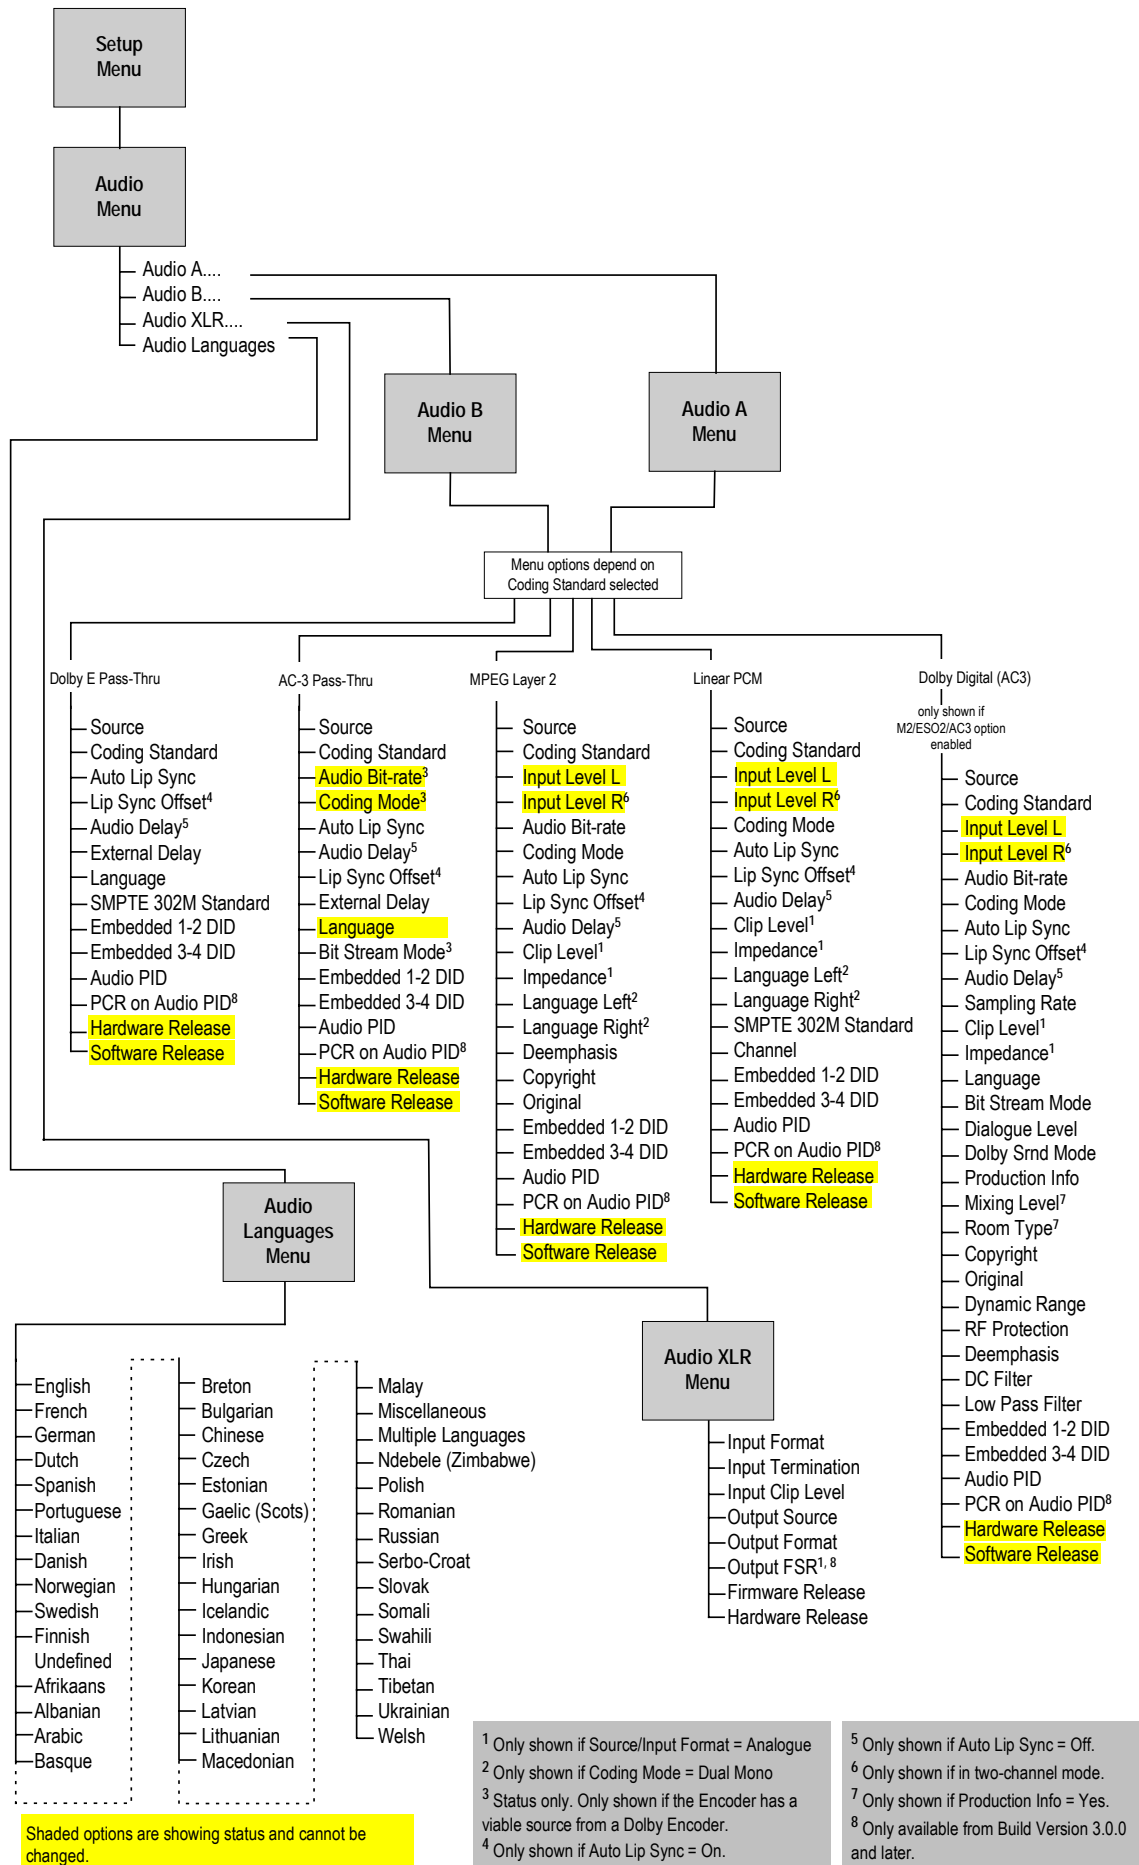 Setup
Menu
Audio
Menu
Audio A....
Audio B....
Audio XLR....
Audio Languages
Audio B
Menu
Audio A
Menu
Menu options depend on
Coding Standard selected
Dolby E Pass-Thru
Source
Coding Standard
Auto Lip Sync
Lip Sync Offset4
Audio Delay5
External Delay
Language
SMPTE 302M Standard
Embedded 1-2 DID
Embedded 3-4 DID
Audio PID
PCR on Audio PID8
Hardware Release
Software Release
AC-3 Pass-Thru
Source
Coding Standard
Audio Bit-rate3
Coding Mode3
Auto Lip Sync
Audio Delay5
Lip Sync Offset4
External Delay
Language
Bit Stream Mode3
Embedded 1-2 DID
Embedded 3-4 DID
Audio PID
PCR on Audio PID8
Hardware Release
Software Release
MPEG Layer 2
Source
Coding Standard
Input Level L
Input Level R6
Audio Bit-rate
Coding Mode
Auto Lip Sync
Lip Sync Offset4
Audio Delay5
Clip Level1
Impedance1
Language Left2
Language Right2
Deemphasis
Copyright
Original
Embedded 1-2 DID
Embedded 3-4 DID
Audio PID
PCR on Audio PID8
Hardware Release
Software Release
Linear PCM
Source
Coding Standard
Input Level L
Input Level R6
Coding Mode
Auto Lip Sync
Lip Sync Offset4
Audio Delay5
Clip Level1
Impedance1
Language Left2
Language Right2
SMPTE 302M Standard
Channel
Embedded 1-2 DID
Embedded 3-4 DID
Audio PID
PCR on Audio PID8
Hardware Release
Software Release
Dolby Digital (AC3)
only shown if
M2/ESO2/AC3 option
enabled
Source
Coding Standard
Input Level L
Input Level R6
Audio Bit-rate
Coding Mode
Auto Lip Sync
Lip Sync Offset4
Audio Delay5
Sampling Rate
Clip Level1
Impedance1
Language
Bit Stream Mode
Dialogue Level
Dolby Srnd Mode
Production Info
Mixing Level7
Room Type7
Copyright
Original
Dynamic Range
RF Protection
Deemphasis
DC Filter
Low Pass Filter
Embedded 1-2 DID
Embedded 3-4 DID
Audio PID
PCR on Audio PID8
Hardware Release
Software Release
Audio
Languages
Menu
English
French
German
Dutch
Spanish
Portuguese
Italian
Danish
Norwegian
Swedish
Finnish
Undefined
Afrikaans
Albanian
Arabic
Basque
Breton
Bulgarian
Chinese
Czech
Estonian
Gaelic (Scots)
Greek
Irish
Hungarian
Icelandic
Indonesian
Japanese
Korean
Latvian
Lithuanian
Macedonian
Malay
Miscellaneous
Multiple Languages
Ndebele (Zimbabwe)
Polish
Romanian
Russian
Serbo-Croat
Slovak
Somali
Swahili
Thai
Tibetan
Ukrainian
Welsh
Audio XLR
Menu
Input Format
Input Termination
Input Clip Level
Output Source
Output Format
Output FSR1, 8
Firmware Release
Hardware Release
Shaded options are showing status and cannot be
changed.
1 Only shown if Source/Input Format = Analogue
2 Only shown if Coding Mode = Dual Mono
3 Status only. Only shown if the Encoder has a
viable source from a Dolby Encoder.
4 Only shown if Auto Lip Sync = On.
5 Only shown if Auto Lip Sync = Off.
6 Only shown if in two-channel mode.
7 Only shown if Production Info = Yes.
8 Only available from Build Version 3.0.0
and later.